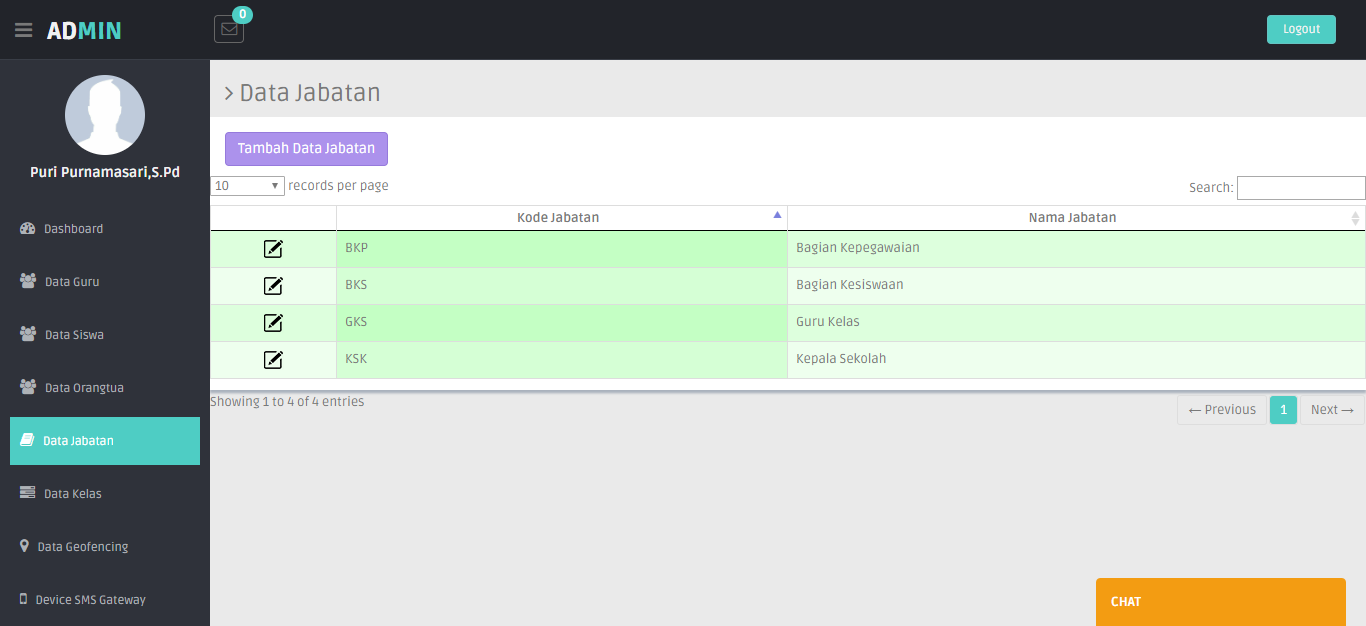 ADMIN
0
Logout
Puri Purnamasari,S.Pd
Dashboard
Data Guru
Data Siswa
Data Orangtua
Data Jabatan
Data Kelas
Data Geofencing
Device SMS Gateway
> Data Jabatan
Tambah Data Jabatan
10 records per page
Search:
Kode Jabatan Nama Jabatan
BKP Bagian Kepegawaian
BKS Bagian Kesiswaan
GKS Guru Kelas
KSK Kepala Sekolah
Showing 1 to 4 of 4 entries
← Previous 1 Next →
CHAT